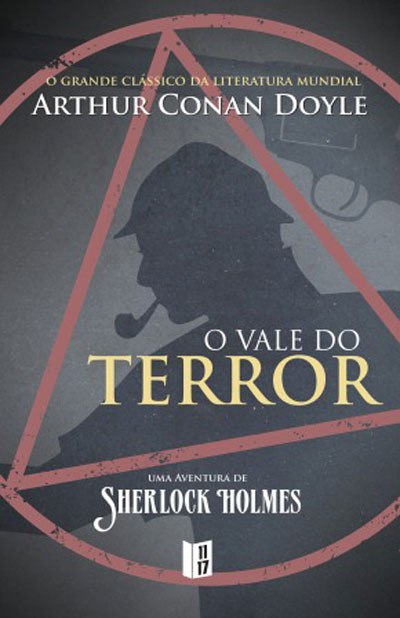 O GRANDE CLÁSSICO DA LITERATURA MUNDIAL
ARTHUR CONAN DOYLE
O VALE DO
TERROR
UMA AVENTURA DE
SHERLOCK HOLMES
11
17